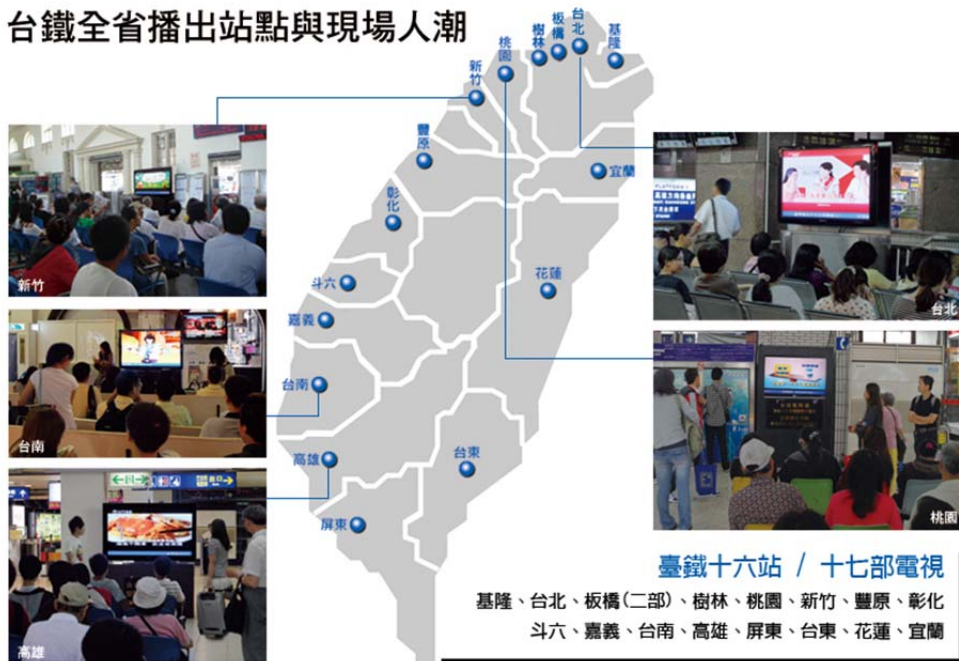 台鐵全省播出站點與現場人潮
基隆
台北
板橋
樹林
桃園
新竹
豐原
宜蘭
彰化
花蓮
斗六
嘉義
台南
高雄
台東
屏東
新竹
台南
高雄
台北
桃園
臺鐵十六站 / 十七部電視
基隆、台北、板橋(二部)、樹林、桃園、新竹、豐原、彰化
斗六、嘉義、台南、高雄、屏東、台東、花蓮、宜蘭